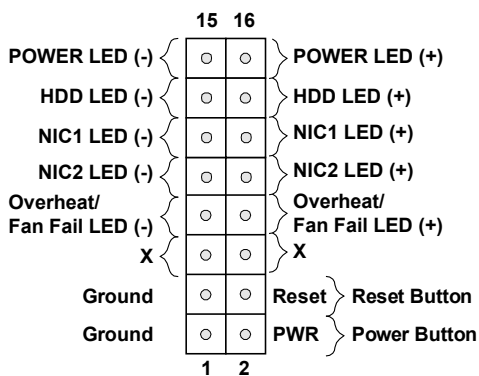 15 16
POWER LED (-) POWER LED (+)
HDD LED (-) HDD LED (+)
NIC1 LED (-) NIC1 LED (+)
NIC2 LED (-) NIC2 LED (+)
Overheat/ Overheat/
Fan Fail LED (-) Fan Fail LED (+)
X X
Ground Reset Reset Button
Ground PWR Power Button
1 2